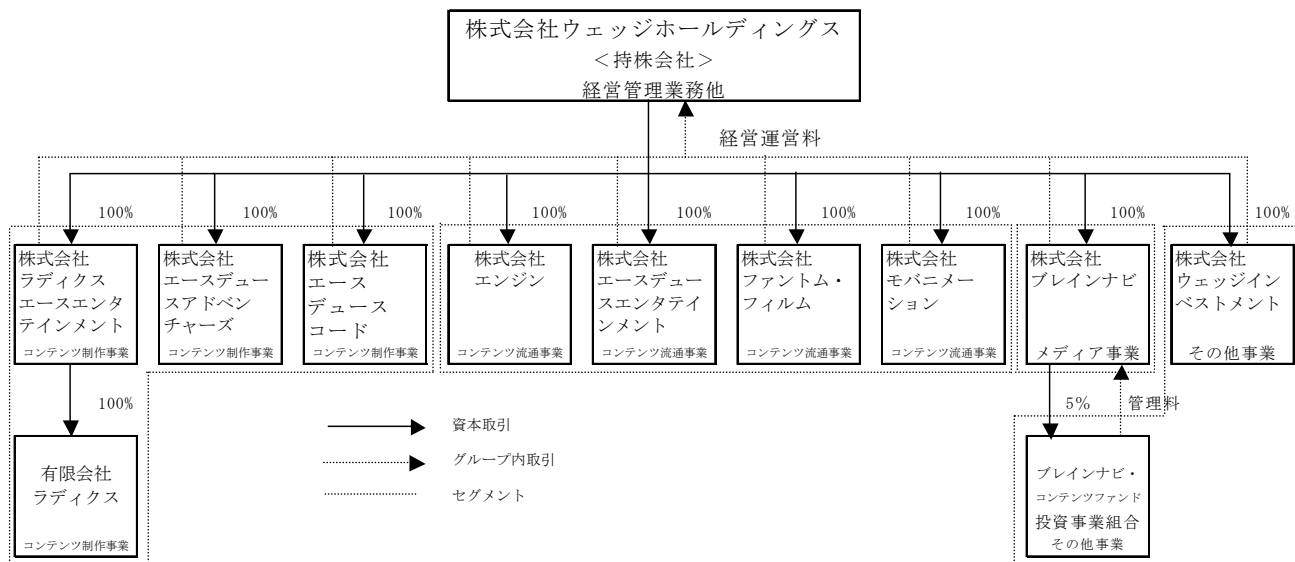 株式会社ウェッジホールディングス
＜持株会社＞
経営管理業務他
経営運営料
100%
100%
100%
100%
100%
100%
100%
100%
100%
株式会社
ラディクス
エースエンタ
テインメント
コンテンツ制作事業
株式会社
エースデュー
スアドベン
チャーズ
コンテンツ制作事業
株式会社
エース
デュース
コード
コンテンツ制作事業
株式会社
エンジン
コンテンツ流通事業
株式会社
エースデュー
スエンタテイ
ンメント
コンテンツ流通事業
株式会社
ファントム・
フィルム
コンテンツ流通事業
株式会社
モバニメー
ション
コンテンツ流通事業
株式会社
ブレインナビ
メディア事業
株式会社
ウェッジイン
ベストメント
その他事業
100%
5%
管理料
有限会社
ラディクス
コンテンツ制作事業
資本取引
グループ内取引
セグメント
ブレインナビ・
コンテンツファンド
投資事業組合
その他事業